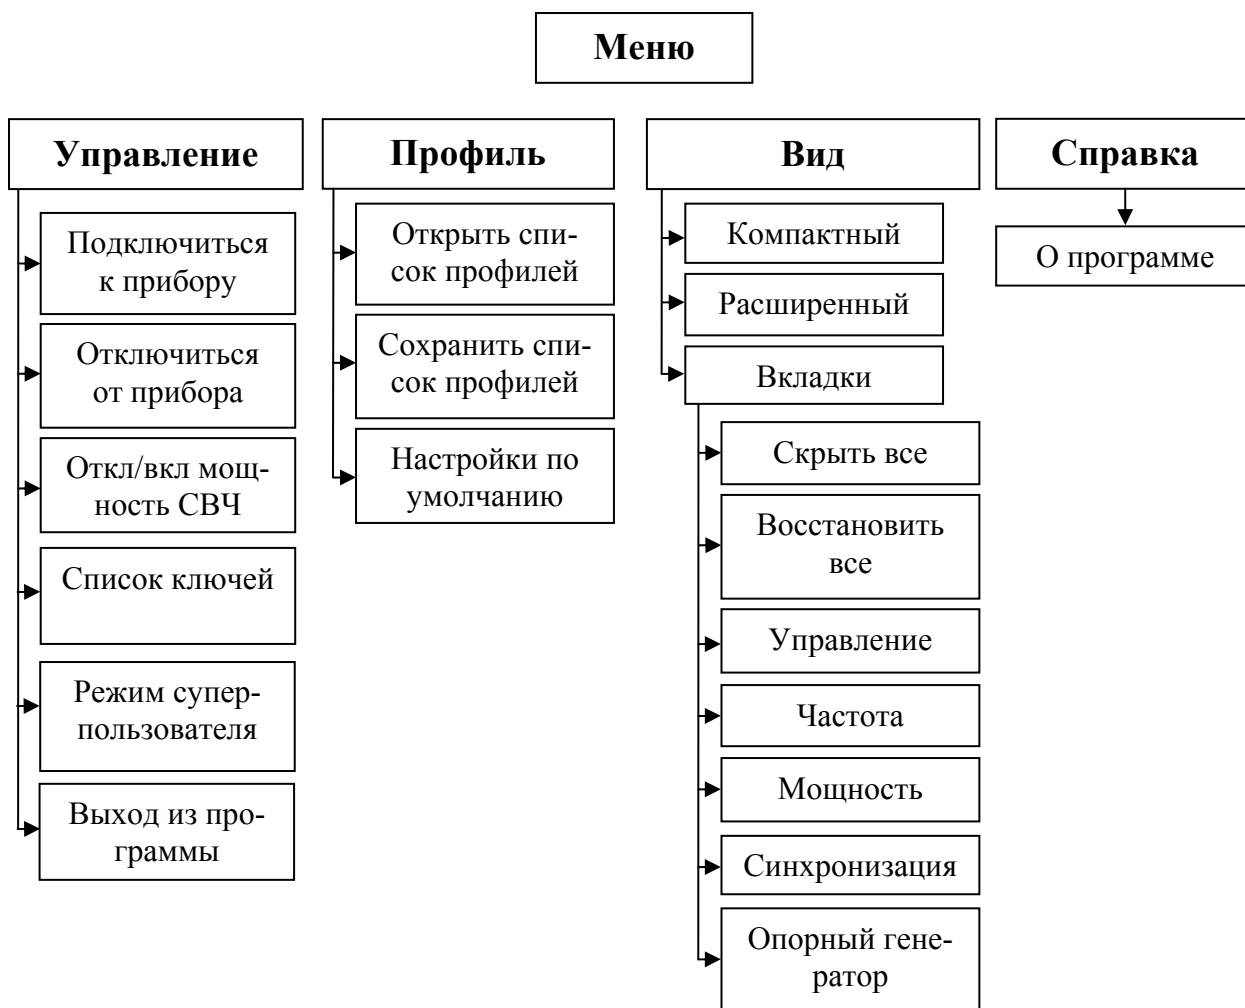 Меню
Управление
Подключиться
к прибору
Отключиться
от прибора
Откл/вкл мощ-
ность СВЧ
Список ключей
Режим супер-
пользователя
Выход из про-
граммы
Профиль
Открыть спи-
сок профилей
Сохранить спи-
сок профилей
Настройки по
умолчанию
Вид
Компактный
Расширенный
Вкладки
Скрыть все
Восстановить
все
Управление
Частота
Мощность
Синхронизация
Опорный гене-
ратор
Справка
О программе